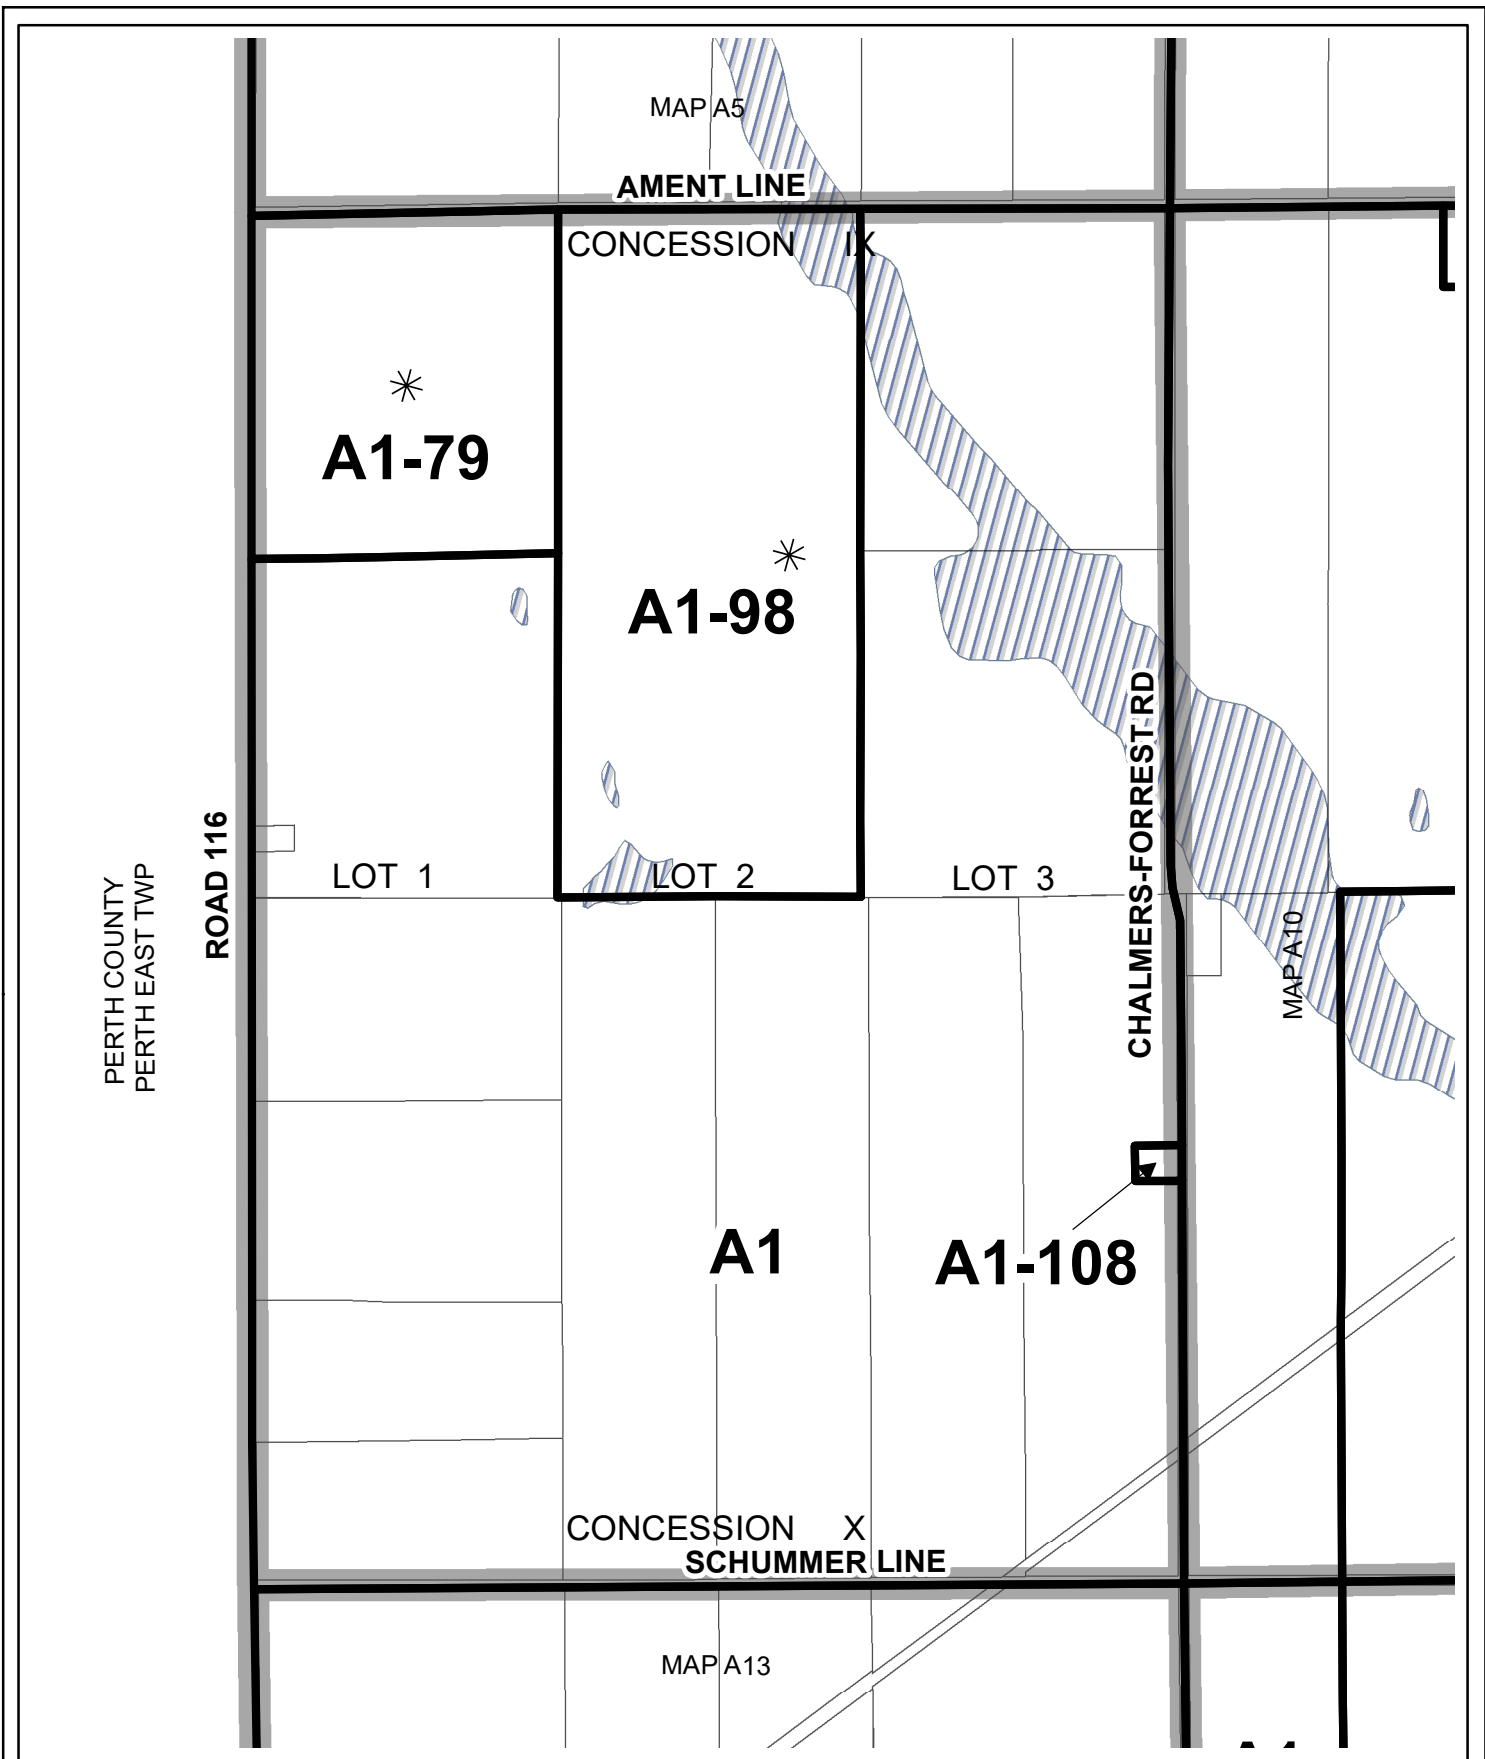 MAP A5
AMENT LINE
CONCESSION IX
A1-79
A1-98
CHALMERS-FORREST RD
ROAD 116
PERTH COUNTY
PERTH EAST TWP
LOT 1
LOT 2
LOT 3
MAP A10
A1
A1-108
CONCESSION X
SCHUMMER LINE
MAP A13